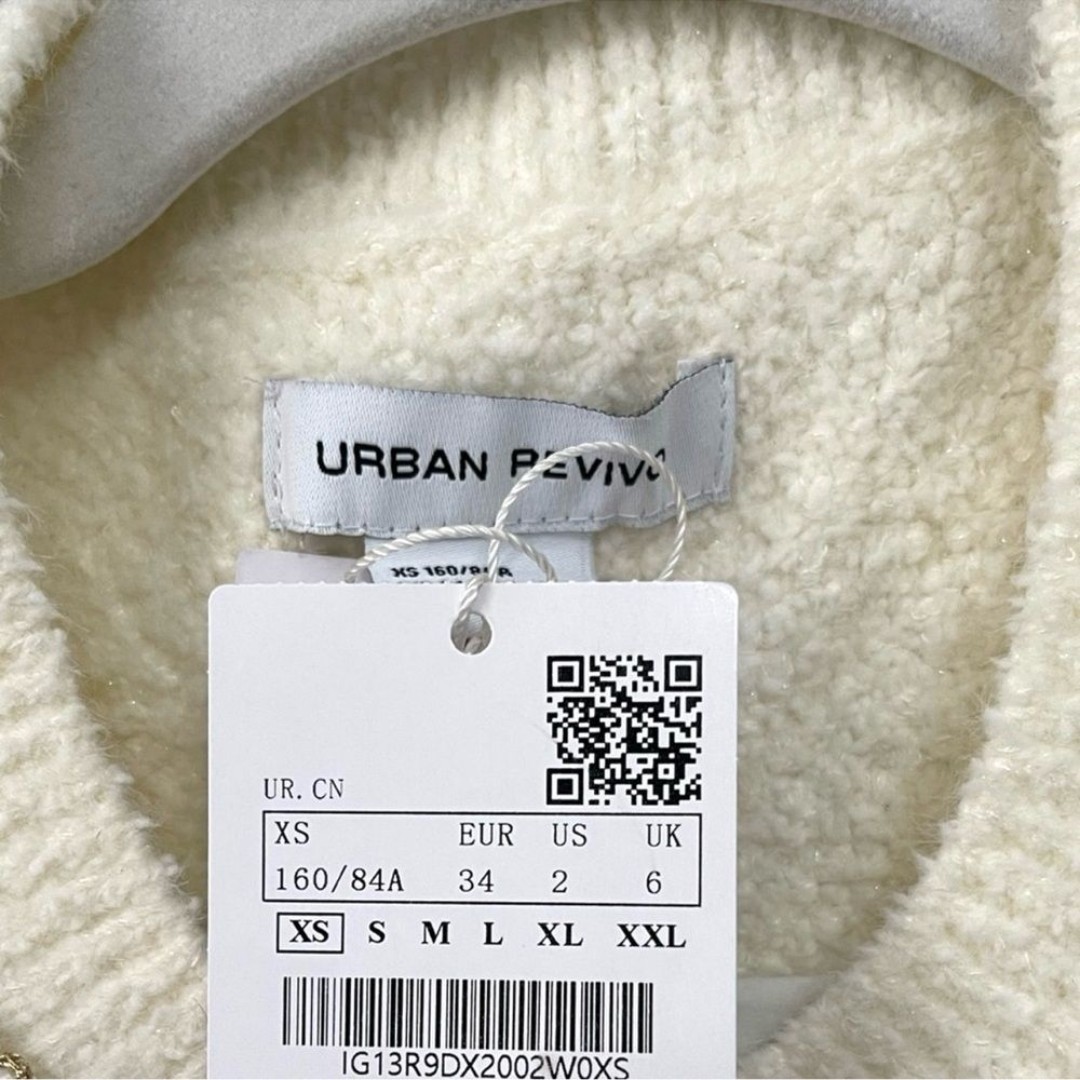 URBAN REVIVO
XS 160/84A
UR. CN
XS EUR US UK
160/84A 34 2 6
XS S M L XL XXL
IG13R9DX2002W0XS